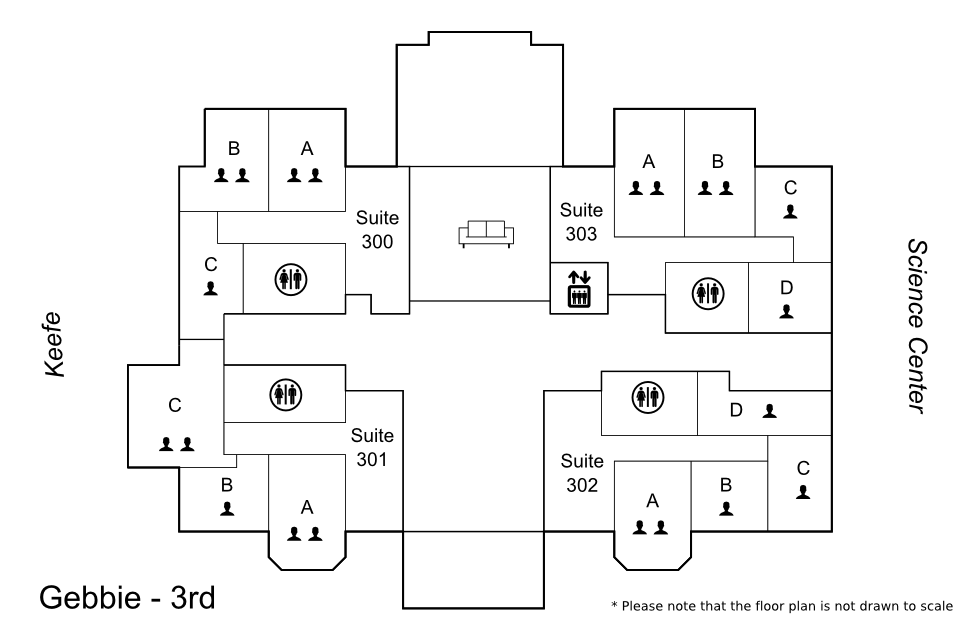 B
A
A
B
C
Suite
300
Suite
303
C
D
Keefe
Science Center
C
D
Suite
301
Suite
302
B
A
A
B
C
Gebbie - 3rd
* Please note that the floor plan is not drawn to scale